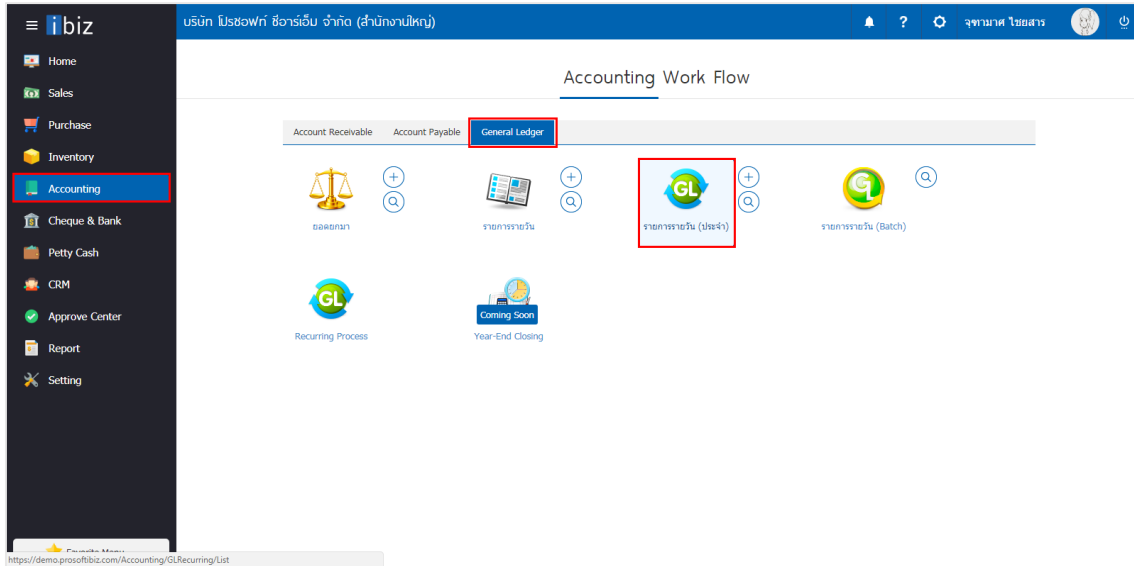 ibiz
บริษัท โปรซอฟท์ ซีอาร์เอ็ม จำกัด (สำนักงานใหญ่)
? จุฑามาศ ไชยสาร
Home
Sales
Purchase
Inventory
Accounting
Cheque & Bank
Petty Cash
CRM
Approve Center
Report
Setting
Accounting Work Flow
Account Receivable Account Payable General Ledger
GL
ยอดยกมา รายการรายวัน รายการรายวัน (ประจำ) รายการรายวัน (Batch)
GL
Coming Soon
Recurring Process Year-End Closing
Favorite Menu
https://demo.prosoftibiz.com/Accounting/GLRecurring/List